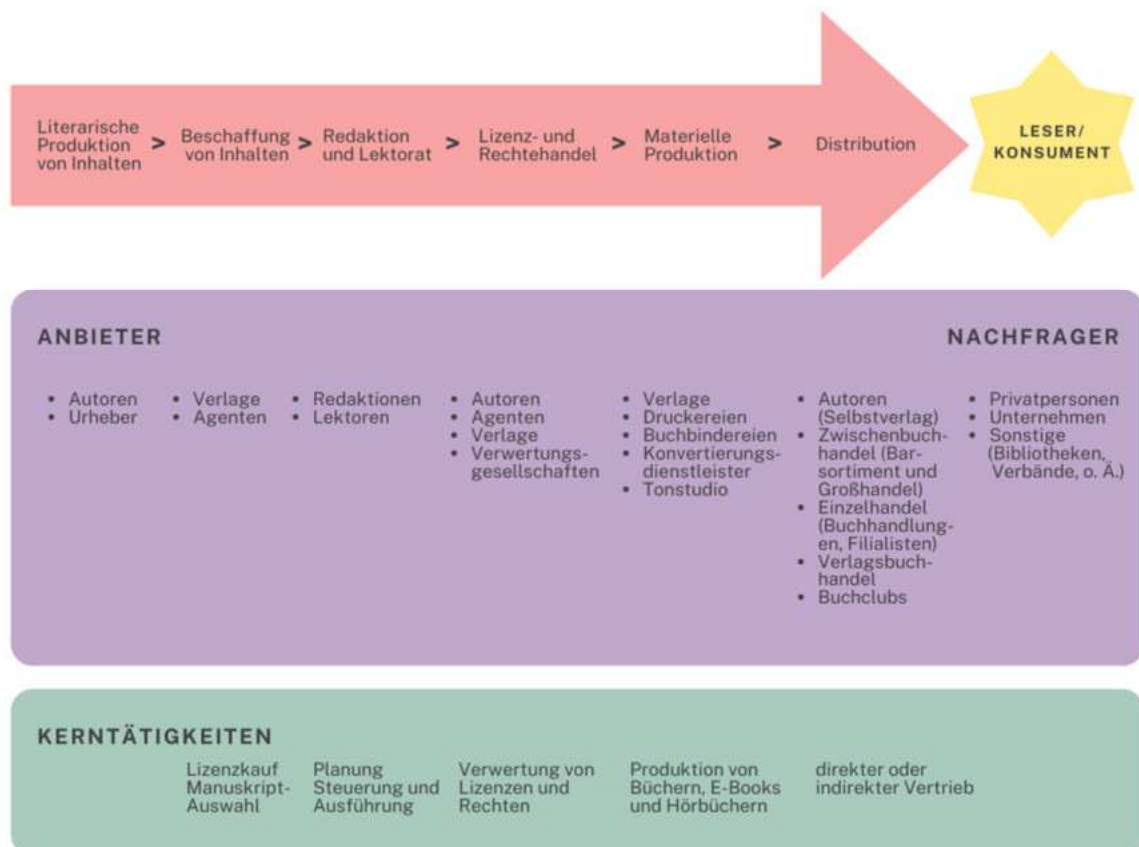 Literarische
Produktion
von Inhalten
>
Beschaffung
von Inhalten
>
Redaktion
und Lektorat
>
Lizenz- und
Rechtehandel
>
Materielle
Produktion
>
Distribution
LESER/
KONSUMENT
ANBIETER
NACHFRAGER
• Autoren
• Urheber
• Verlage
• Agenten
• Redaktionen
• Lektoren
• Autoren
• Agenten
• Verlage
• Verwertungs-
gesellschaften
• Verlage
• Druckereien
• Buchbindereien
• Konvertierungs-
dienstleister
• Tonstudio
• Autoren
(Selbstverlag)
• Zwischenbuch-
handel (Bar-
sortiment und
Großhandel)
• Einzelhandel
(Buchhandlung-
en, Filialisten)
• Verlagsbuch-
handel
• Buchclubs
• Privatpersonen
• Unternehmen
• Sonstige
(Bibliotheken,
Verbände, o. Ä.)
KERNTÄTIGKEITEN
Lizenzkauf
Manuskript-
Auswahl
Planung
Steuerung und
Ausführung
Verwertung von
Lizenzen und
Rechten
Produktion von
Büchern, E-Books
und Hörbüchern
direkter oder
indirekter Vertrieb